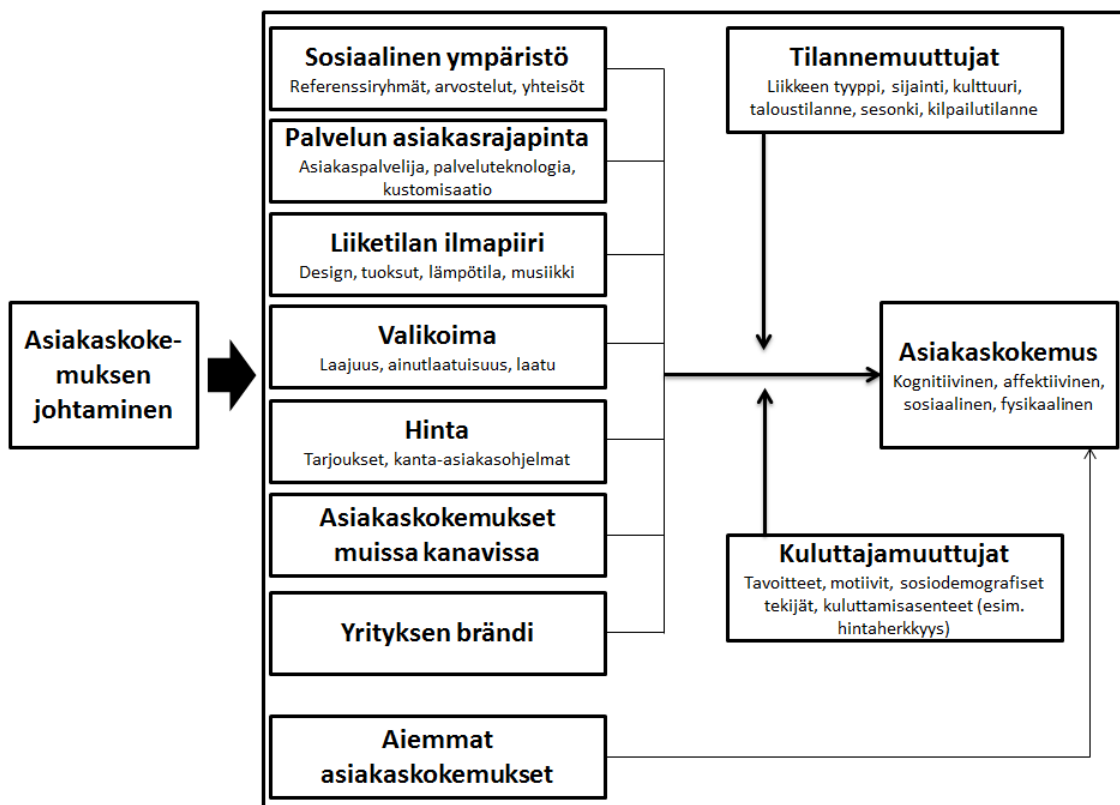 Sosiaalinen ympäristö
Referenssiryhmät, arvostelut, yhteisöt
Palvelun asiakasrajapinta
Asiakaspalvelija, palveluteknologia,
kustomisaatio
Liiketilan ilmapiiri
Design, tuoksut, lämpötila, musiikki
Valikoima
Laajuus, ainutlaatuisuus, laatu
Hinta
Tarjoukset, kanta-asiakasohjelmat
Asiakaskokemukset
muissa kanavissa
Yrityksen brändi
Aiemmat
asiakaskokemukset
Asiakaskoke-
muksen
johtaminen
Tilannemuuttujat
Liikkeen tyyppi, sijainti, kulttuuri,
taloustilanne, sesonki, kilpailutilanne
Asiakaskokemus
Kognitiivinen, affektiivinen,
sosiaalinen, fysikaalinen
Kuluttajamuuttujat
Tavoitteet, motiivit, sosiodemografiset
tekijät, kuluttamisasenteet (esim.
hintaherkkyys)